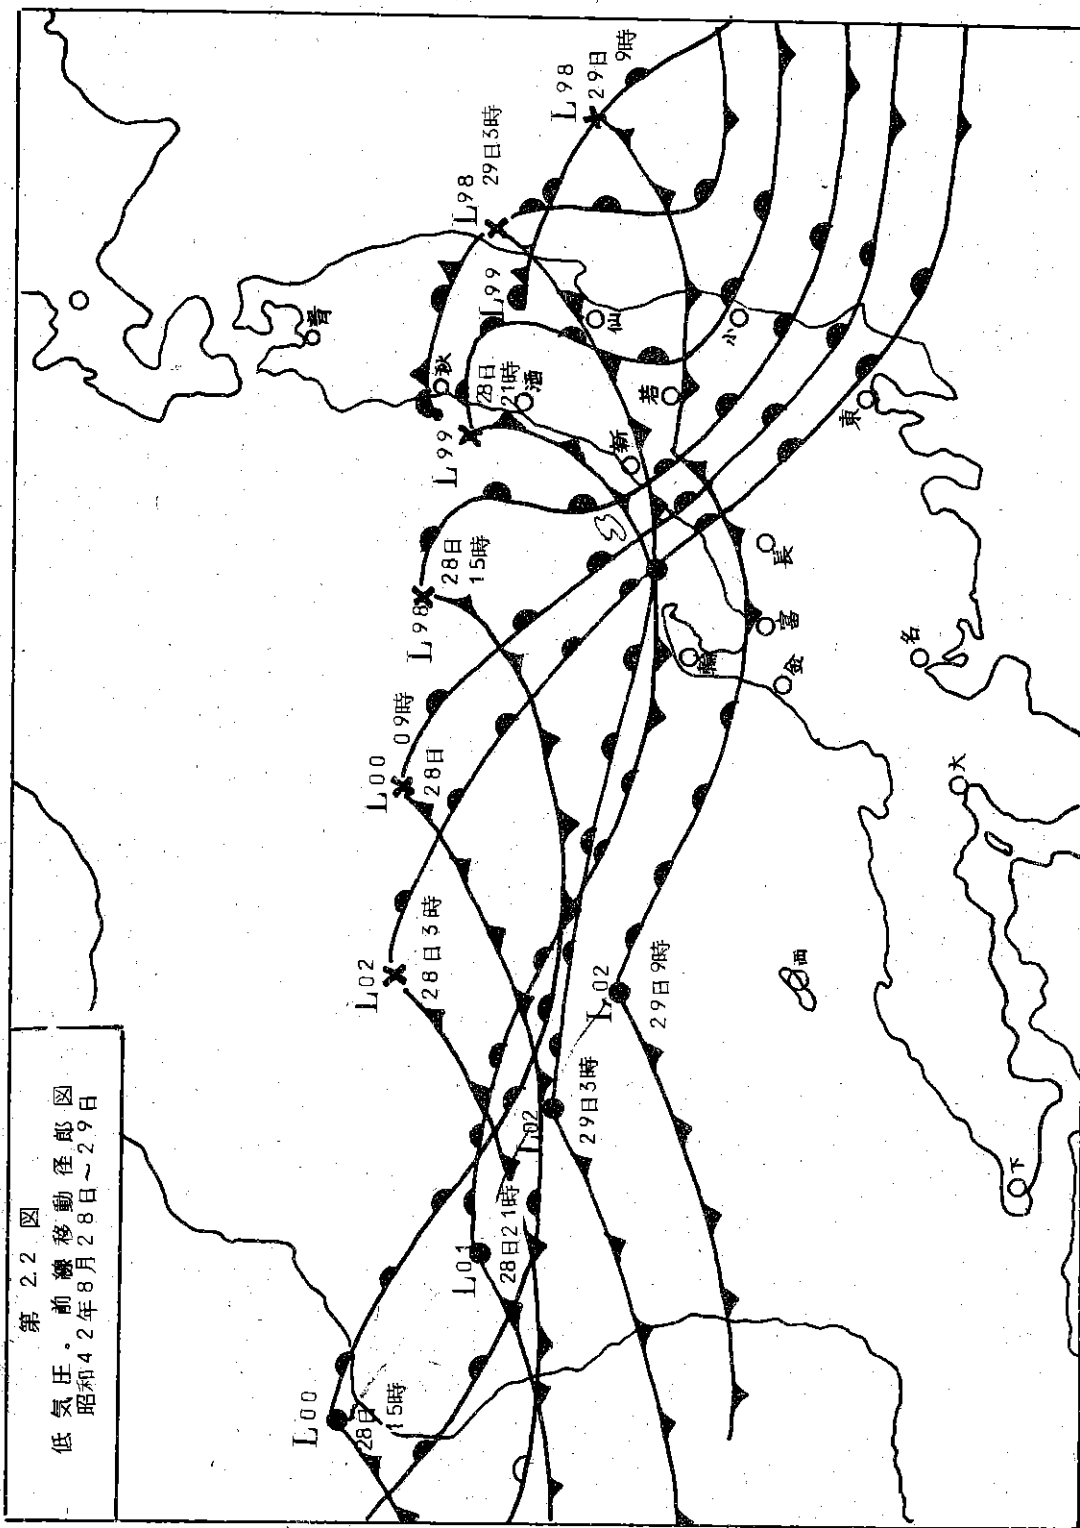 第 2.2 図
低 気 圧 。 前 線 移 動 径 郎 図
昭和42年8月28日～29日
L00
28日
15時
L01
28日21時
L02
29日3時
L02
29日9時
L02
28日3時
L00
09時
28日
L98
28日
15時
L99
28日
21時
L99
L98
29日3時
L98
29日
9時
青
秋
酒
仙
新
若
小
東
長
富
輪
金
名
大
西
下